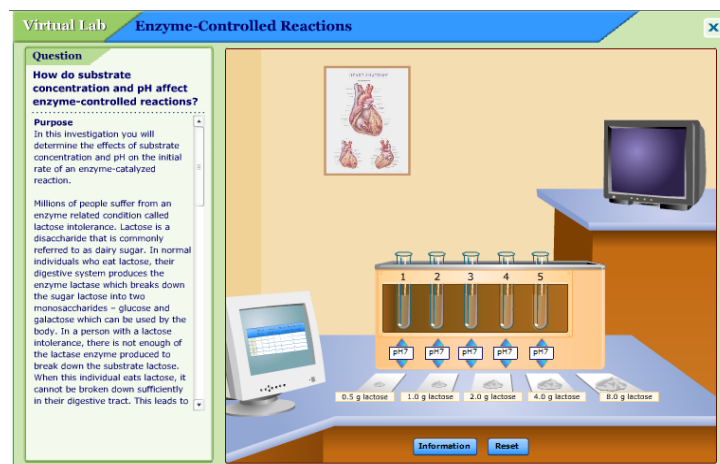 Virtual Lab
Enzyme-Controlled Reactions
x
Question
How do substrate
concentration and pH affect
enzyme-controlled reactions?
Purpose
In this investigation you will
determine the effects of substrate
concentration and pH on the initial
rate of an enzyme-catalyzed
reaction.
Millions of people suffer from an
enzyme related condition called
lactose intolerance. Lactose is a
disaccharide that is commonly
referred to as dairy sugar. In normal
individuals who eat lactose, their
digestive system produces the
enzyme lactase which breaks down
the sugar lactose into two
monosaccharides – glucose and
galactose which can be used by the
body. In a person with a lactose
intolerance, there is not enough of
the lactase enzyme produced to
break down the substrate lactose.
When this individual eats lactose, it
cannot be broken down sufficiently
in their digestive tract. This leads to
HEART ANATOMY
1 2 3 4 5
pH7 pH7 pH7 pH7 pH7
0.5 g lactose 1.0 g lactose 2.0 g lactose 4.0 g lactose 8.0 g lactose
Information Reset